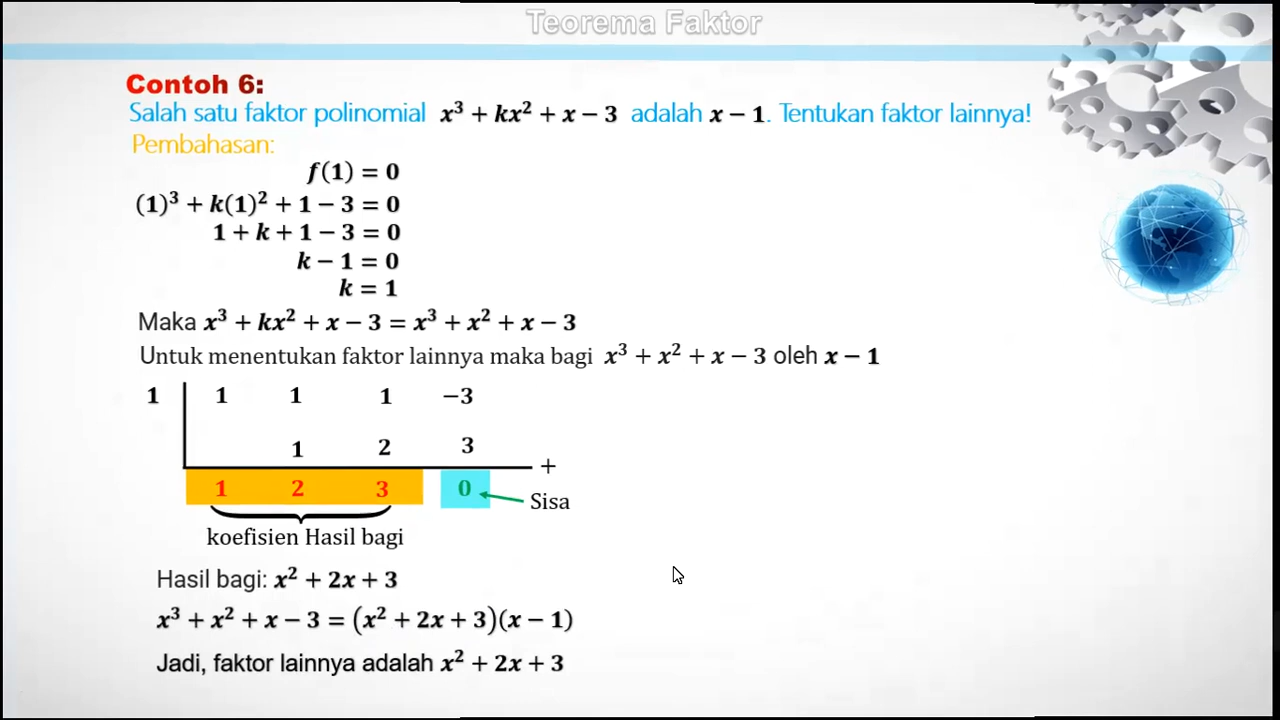 Teorema Faktor
Contoh 6:
Salah satu faktor polinomial x³ + kx² + x − 3 adalah x − 1. Tentukan faktor lainnya!
Pembahasan:
f(1) = 0
(1)³ + k(1)² + 1 − 3 = 0
1 + k + 1 − 3 = 0
k − 1 = 0
k = 1
Maka x³ + kx² + x − 3 = x³ + x² + x − 3
Untuk menentukan faktor lainnya maka bagi x³ + x² + x − 3 oleh x − 1
1 1 1 1 −3
1 2 3
+
1 2 3 0
Sisa
koefisien Hasil bagi
Hasil bagi: x² + 2x + 3
x³ + x² + x − 3 = (x² + 2x + 3)(x − 1)
Jadi, faktor lainnya adalah x² + 2x + 3